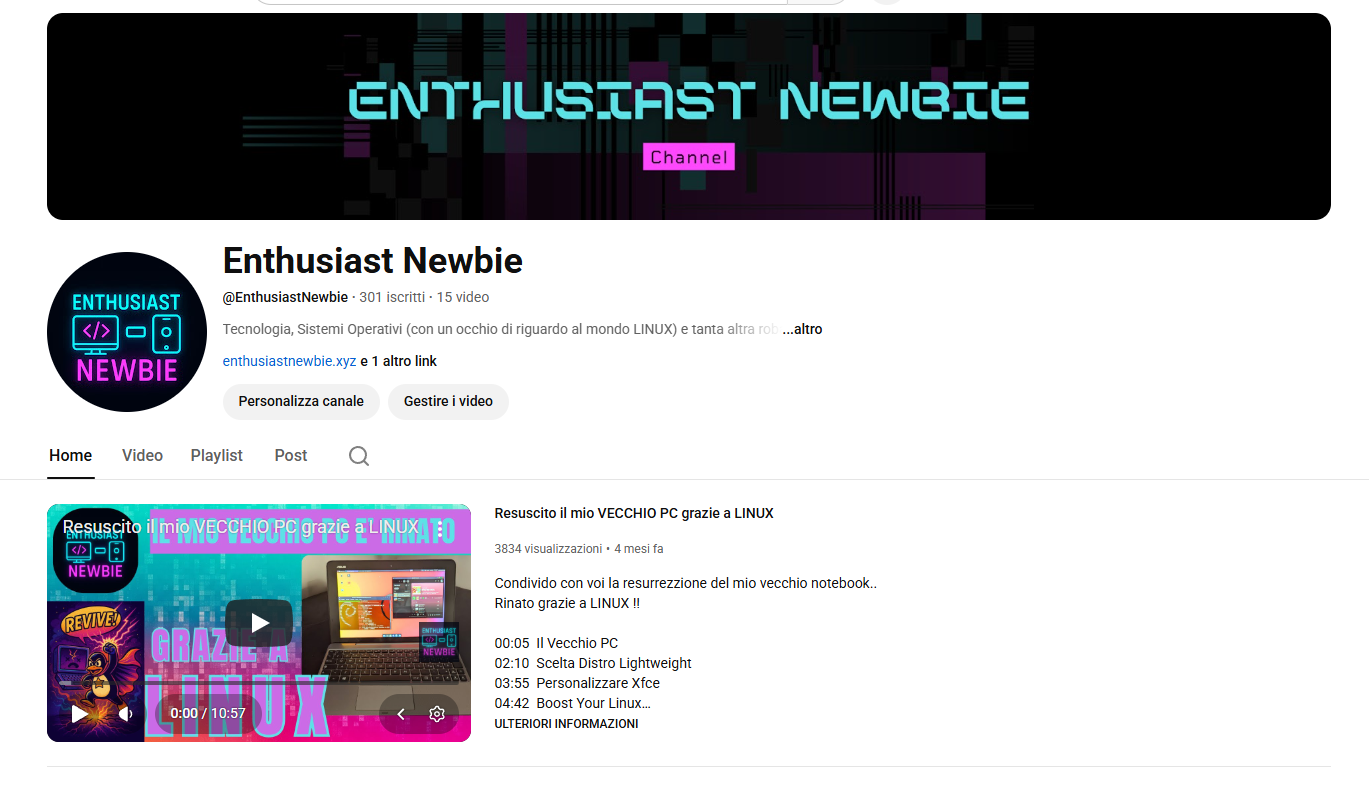 ENTHUSIAST NEWBIE
Channel
ENTHUSIAST
</>
NEWBIE
Enthusiast Newbie
@EnthusiastNewbie · 301 iscritti · 15 video
Tecnologia, Sistemi Operativi (con un occhio di riguardo al mondo LINUX) e tanta altra rob ...altro
enthusiastnewbie.xyz e 1 altro link
Personalizza canale
Gestire i video
Home
Video
Playlist
Post
Resuscito il mio VECCHIO PC grazie a LINUX
IL MIO VECCHIO PC E' RINATO
ENTHUSIAST
</>
NEWBIE
REVIVE!
GRAZIE A
LINUX
ENTHUSIAST
NEWBIE
0:00 / 10:57
Resuscito il mio VECCHIO PC grazie a LINUX
3834 visualizzazioni • 4 mesi fa
Condivido con voi la resurrezzione del mio vecchio notebook..
Rinato grazie a LINUX !!
00:05 Il Vecchio PC
02:10 Scelta Distro Lightweight
03:55 Personalizzare Xfce
04:42 Boost Your Linux…
ULTERIORI INFORMAZIONI